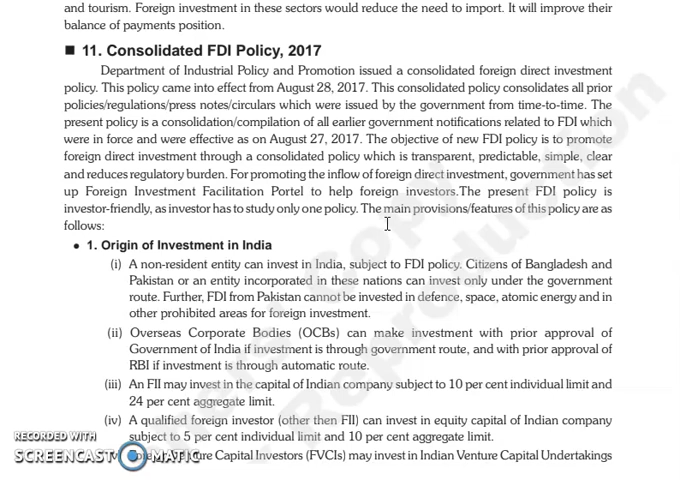 and tourism. Foreign investment in these sectors would reduce the need to import. It will improve their
balance of payments position.
■ 11. Consolidated FDI Policy, 2017
Department of Industrial Policy and Promotion issued a consolidated foreign direct investment
policy. This policy came into effect from August 28, 2017. This consolidated policy consolidates all prior
policies/regulations/press notes/circulars which were issued by the government from time-to-time. The
present policy is a consolidation/compilation of all earlier government notifications related to FDI which
were in force and were effective as on August 27, 2017. The objective of new FDI policy is to promote
foreign direct investment through a consolidated policy which is transparent, predictable, simple, clear
and reduces regulatory burden. For promoting the inflow of foreign direct investment, government has set
up Foreign Investment Facilitation Portal to help foreign investors.The present FDI policy is
investor-friendly, as investor has to study only one policy. The main provisions/features of this policy are as
follows:
• 1. Origin of Investment in India
(i) A non-resident entity can invest in India, subject to FDI policy. Citizens of Bangladesh and
Pakistan or an entity incorporated in these nations can invest only under the government
route. Further, FDI from Pakistan cannot be invested in defence, space, atomic energy and in
other prohibited areas for foreign investment.
(ii) Overseas Corporate Bodies (OCBs) can make investment with prior approval of
Government of India if investment is through government route, and with prior approval of
RBI if investment is through automatic route.
(iii) An FII may invest in the capital of Indian company subject to 10 per cent individual limit and
24 per cent aggregate limit.
(iv) A qualified foreign investor (other then FII) can invest in equity capital of Indian company
subject to 5 per cent individual limit and 10 per cent aggregate limit.
Capital Investors (FVCIs) may invest in Indian Venture Capital Undertakings
RECORDED WITH
SCREENCAST MATIC
Copy
Reproduction